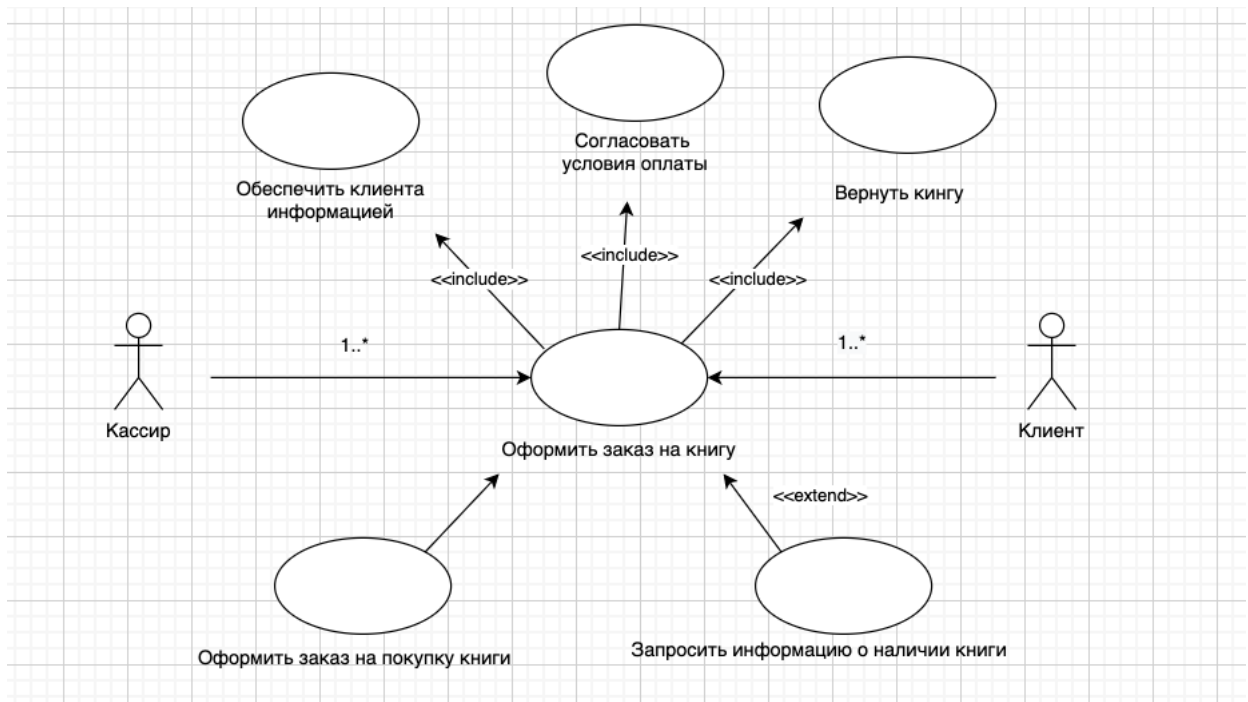 Согласовать
условия оплаты
Обеспечить клиента
информацией
Вернуть кингу
<<include>>
<<include>>
<<include>>
1..*
1..*
Кассир
Клиент
Оформить заказ на книгу
<<extend>>
Оформить заказ на покупку книги
Запросить информацию о наличии книги